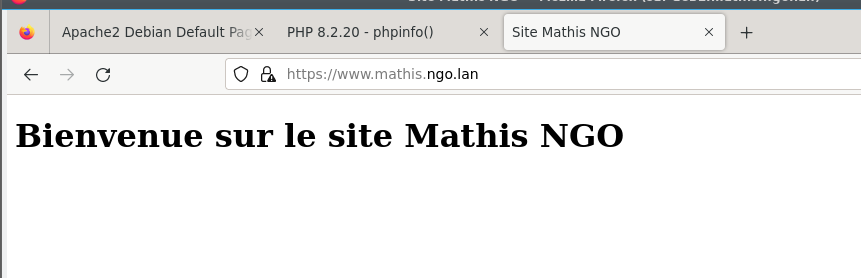 Apache2 Debian Default Pag
PHP 8.2.20 - phpinfo()
Site Mathis NGO
https://www.mathis.ngo.lan
Bienvenue sur le site Mathis NGO